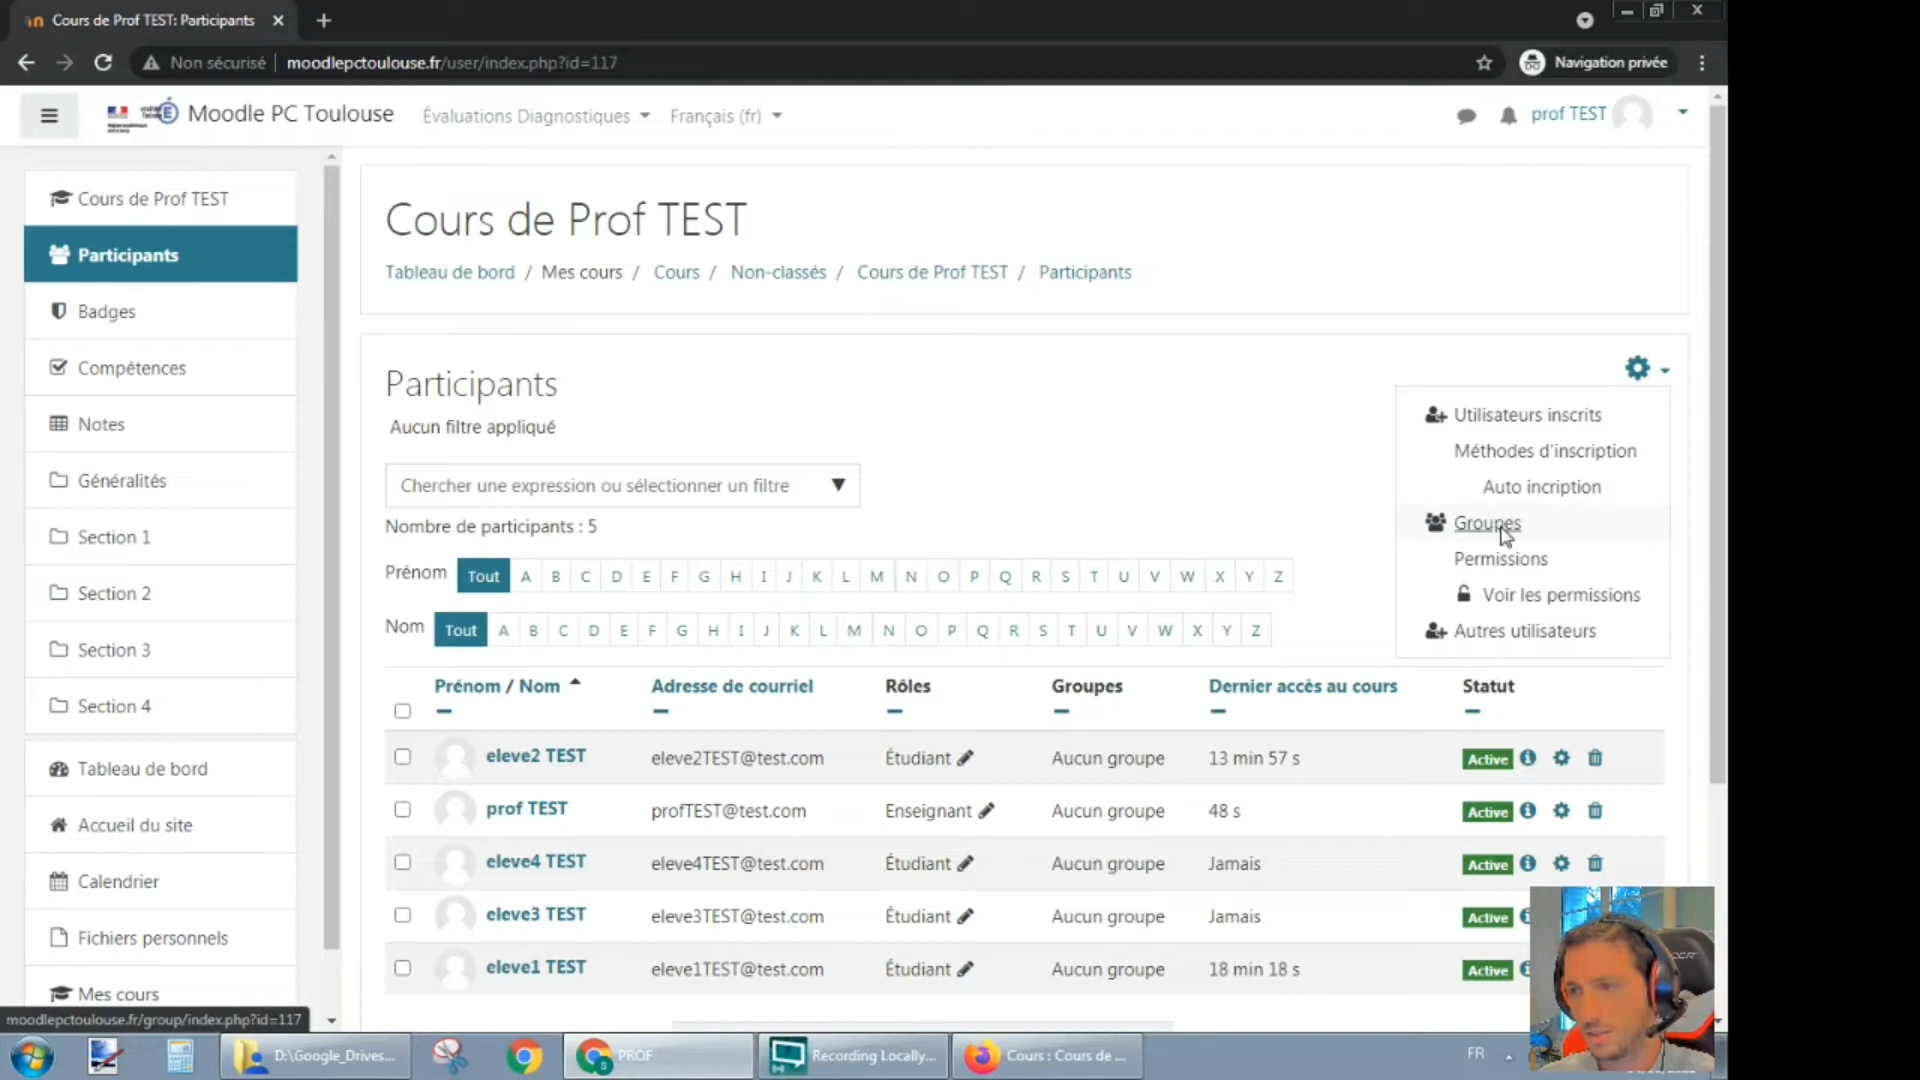 Cours de Prof TEST: Participants
Non sécurisé
moodlepctoulouse.fr/user/index.php?id=117
Navigation privée
Moodle PC Toulouse
Évaluations Diagnostiques
Français (fr)
prof TEST
Cours de Prof TEST
Participants
Badges
Compétences
Notes
Généralités
Section 1
Section 2
Section 3
Section 4
Tableau de bord
Accueil du site
Calendrier
Fichiers personnels
Mes cours
Cours de Prof TEST
Tableau de bord / Mes cours / Cours / Non-classés / Cours de Prof TEST / Participants
Participants
Aucun filtre appliqué
Chercher une expression ou sélectionner un filtre
Nombre de participants : 5
Utilisateurs inscrits
Méthodes d'inscription
Auto incription
Groupes
Permissions
Voir les permissions
Autres utilisateurs
Prénom Tout A B C D E F G H I J K L M N O P Q R S T U V W X Y Z
Nom Tout A B C D E F G H I J K L M N O P Q R S T U V W X Y Z
Prénom / Nom Adresse de courriel Rôles Groupes Dernier accès au cours Statut
eleve2 TEST eleve2TEST@test.com Étudiant Aucun groupe 13 min 57 s Active
prof TEST profTEST@test.com Enseignant Aucun groupe 48 s Active
eleve4 TEST eleve4TEST@test.com Étudiant Aucun groupe Jamais Active
eleve3 TEST eleve3TEST@test.com Étudiant Aucun groupe Jamais Active
eleve1 TEST eleve1TEST@test.com Étudiant Aucun groupe 18 min 18 s Active
moodlepctoulouse.fr/group/index.php?id=117
D:\Google_Drives...
PROF
Recording Locally...
Cours : Cours de ...
FR